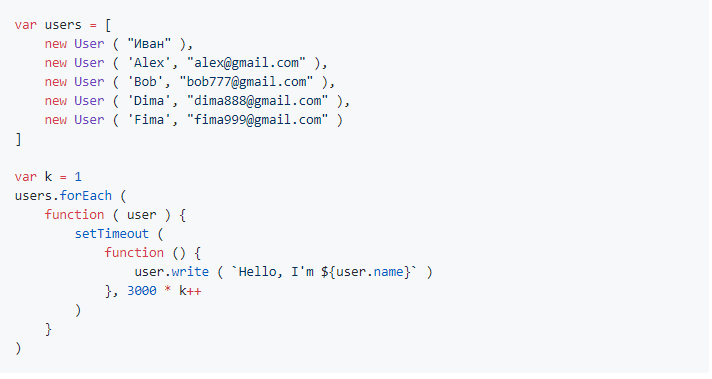 var users = [
    new User ( "Иван" ),
    new User ( 'Alex', "alex@gmail.com" ),
    new User ( 'Bob', "bob777@gmail.com" ),
    new User ( 'Dima', "dima888@gmail.com" ),
    new User ( 'Fima', "fima999@gmail.com" )
]

var k = 1
users.forEach (
    function ( user ) {
        setTimeout (
            function () {
                user.write ( `Hello, I'm ${user.name}` )
            }, 3000 * k++
        )
    }
)